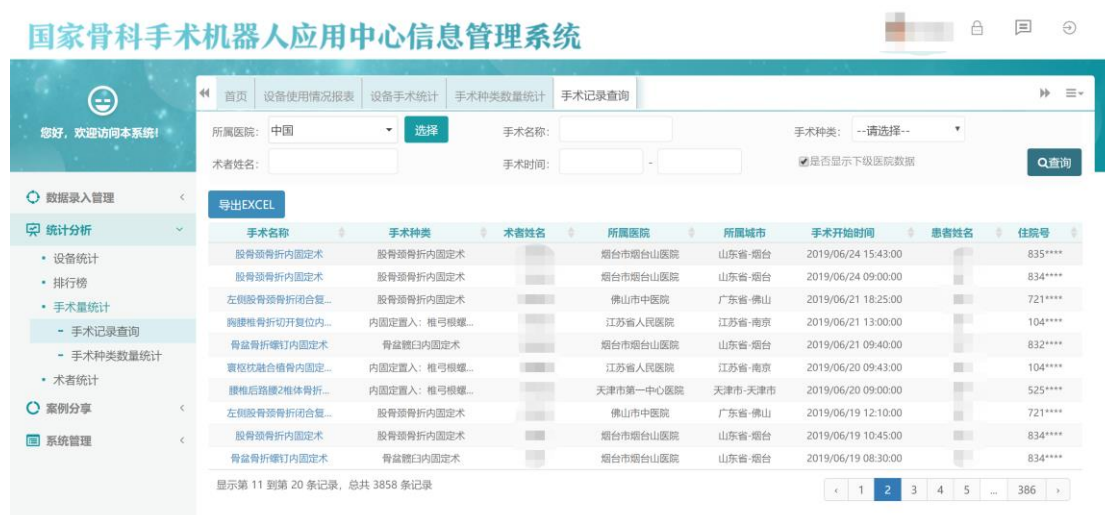 国家骨科手术机器人应用中心信息管理系统
您好，欢迎访问本系统!
首页 设备使用情况报表 设备手术统计 手术种类数量统计 手术记录查询
所属医院: 中国 选择 手术名称: 手术种类: --请选择--
术者姓名: 手术时间: - 是否显示下级医院数据 查询
数据录入管理
统计分析
设备统计
排行榜
手术量统计
手术记录查询
手术种类数量统计
术者统计
案例分享
系统管理
导出EXCEL
手术名称 手术种类 术者姓名 所属医院 所属城市 手术开始时间 患者姓名 住院号
股骨颈骨折内固定术 股骨颈骨折内固定术 烟台市烟台山医院 山东省-烟台 2019/06/24 15:43:00 835****
股骨颈骨折内固定术 股骨颈骨折内固定术 烟台市烟台山医院 山东省-烟台 2019/06/24 09:00:00 834****
左侧股骨颈骨折闭合复... 股骨颈骨折内固定术 佛山市中医院 广东省-佛山 2019/06/21 18:25:00 721****
胸腰椎骨折切开复位内... 内固定置入：椎弓根螺... 江苏省人民医院 江苏省-南京 2019/06/21 13:00:00 104****
骨盆骨折螺钉内固定术 骨盆髋臼内固定术 烟台市烟台山医院 山东省-烟台 2019/06/21 09:40:00 832****
寰枢枕融合植骨内固定... 内固定置入：椎弓根螺... 江苏省人民医院 江苏省-南京 2019/06/20 09:43:00 104****
腰椎后路腰2椎体骨折... 内固定置入：椎弓根螺... 天津市第一中心医院 天津市-天津市 2019/06/20 09:00:00 525****
左侧股骨颈骨折闭合复... 股骨颈骨折内固定术 佛山市中医院 广东省-佛山 2019/06/19 12:10:00 721****
股骨颈骨折内固定术 股骨颈骨折内固定术 烟台市烟台山医院 山东省-烟台 2019/06/19 10:45:00 834****
骨盆骨折螺钉内固定术 骨盆髋臼内固定术 烟台市烟台山医院 山东省-烟台 2019/06/19 08:30:00 834****
显示第 11 到第 20 条记录，总共 3858 条记录 ‹ 1 2 3 4 5 ... 386 ›